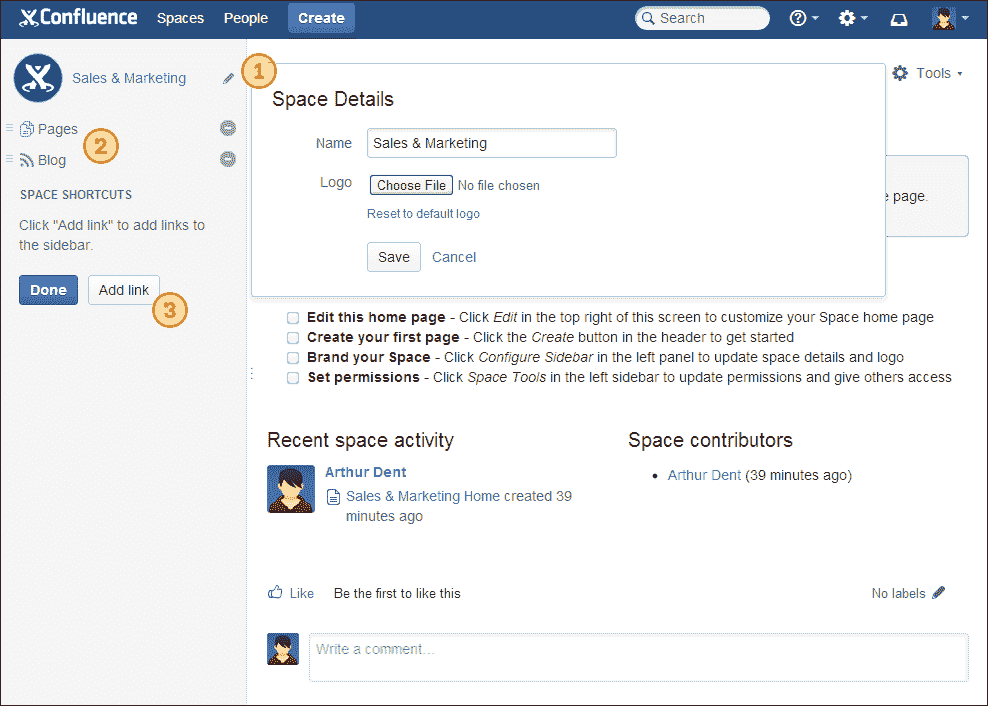 Confluence Spaces People Create Search
Sales & Marketing
1
Tools
Space Details
Pages
2
Blog
Name Sales & Marketing
Logo Choose File No file chosen
Reset to default logo
SPACE SHORTCUTS
Click "Add link" to add links to
the sidebar.
page.
Save Cancel
Done Add link
3
Edit this home page - Click Edit in the top right of this screen to customize your Space home page
Create your first page - Click the Create button in the header to get started
Brand your Space - Click Configure Sidebar in the left panel to update space details and logo
Set permissions - Click Space Tools in the left sidebar to update permissions and give others access
Recent space activity
Arthur Dent
Sales & Marketing Home created 39
minutes ago
Space contributors
Arthur Dent (39 minutes ago)
Like Be the first to like this
No labels
Write a comment...